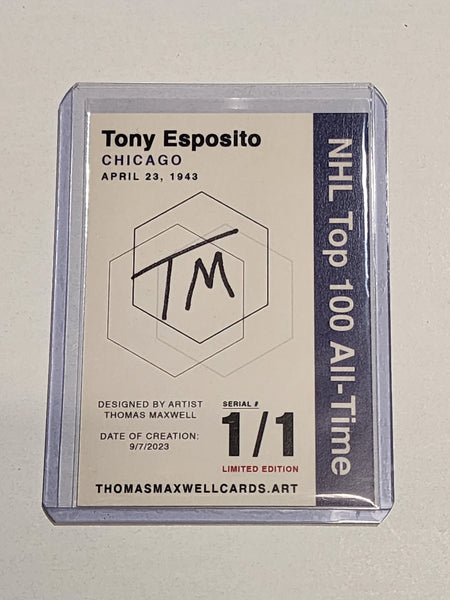 Tony Esposito
CHICAGO
APRIL 23, 1943
TM
DESIGNED BY ARTIST
THOMAS MAXWELL
DATE OF CREATION:
9/7/2023
SERIAL #
1/1
LIMITED EDITION
THOMASMAXWELLCARDS.ART
NHL Top 100 All-Time